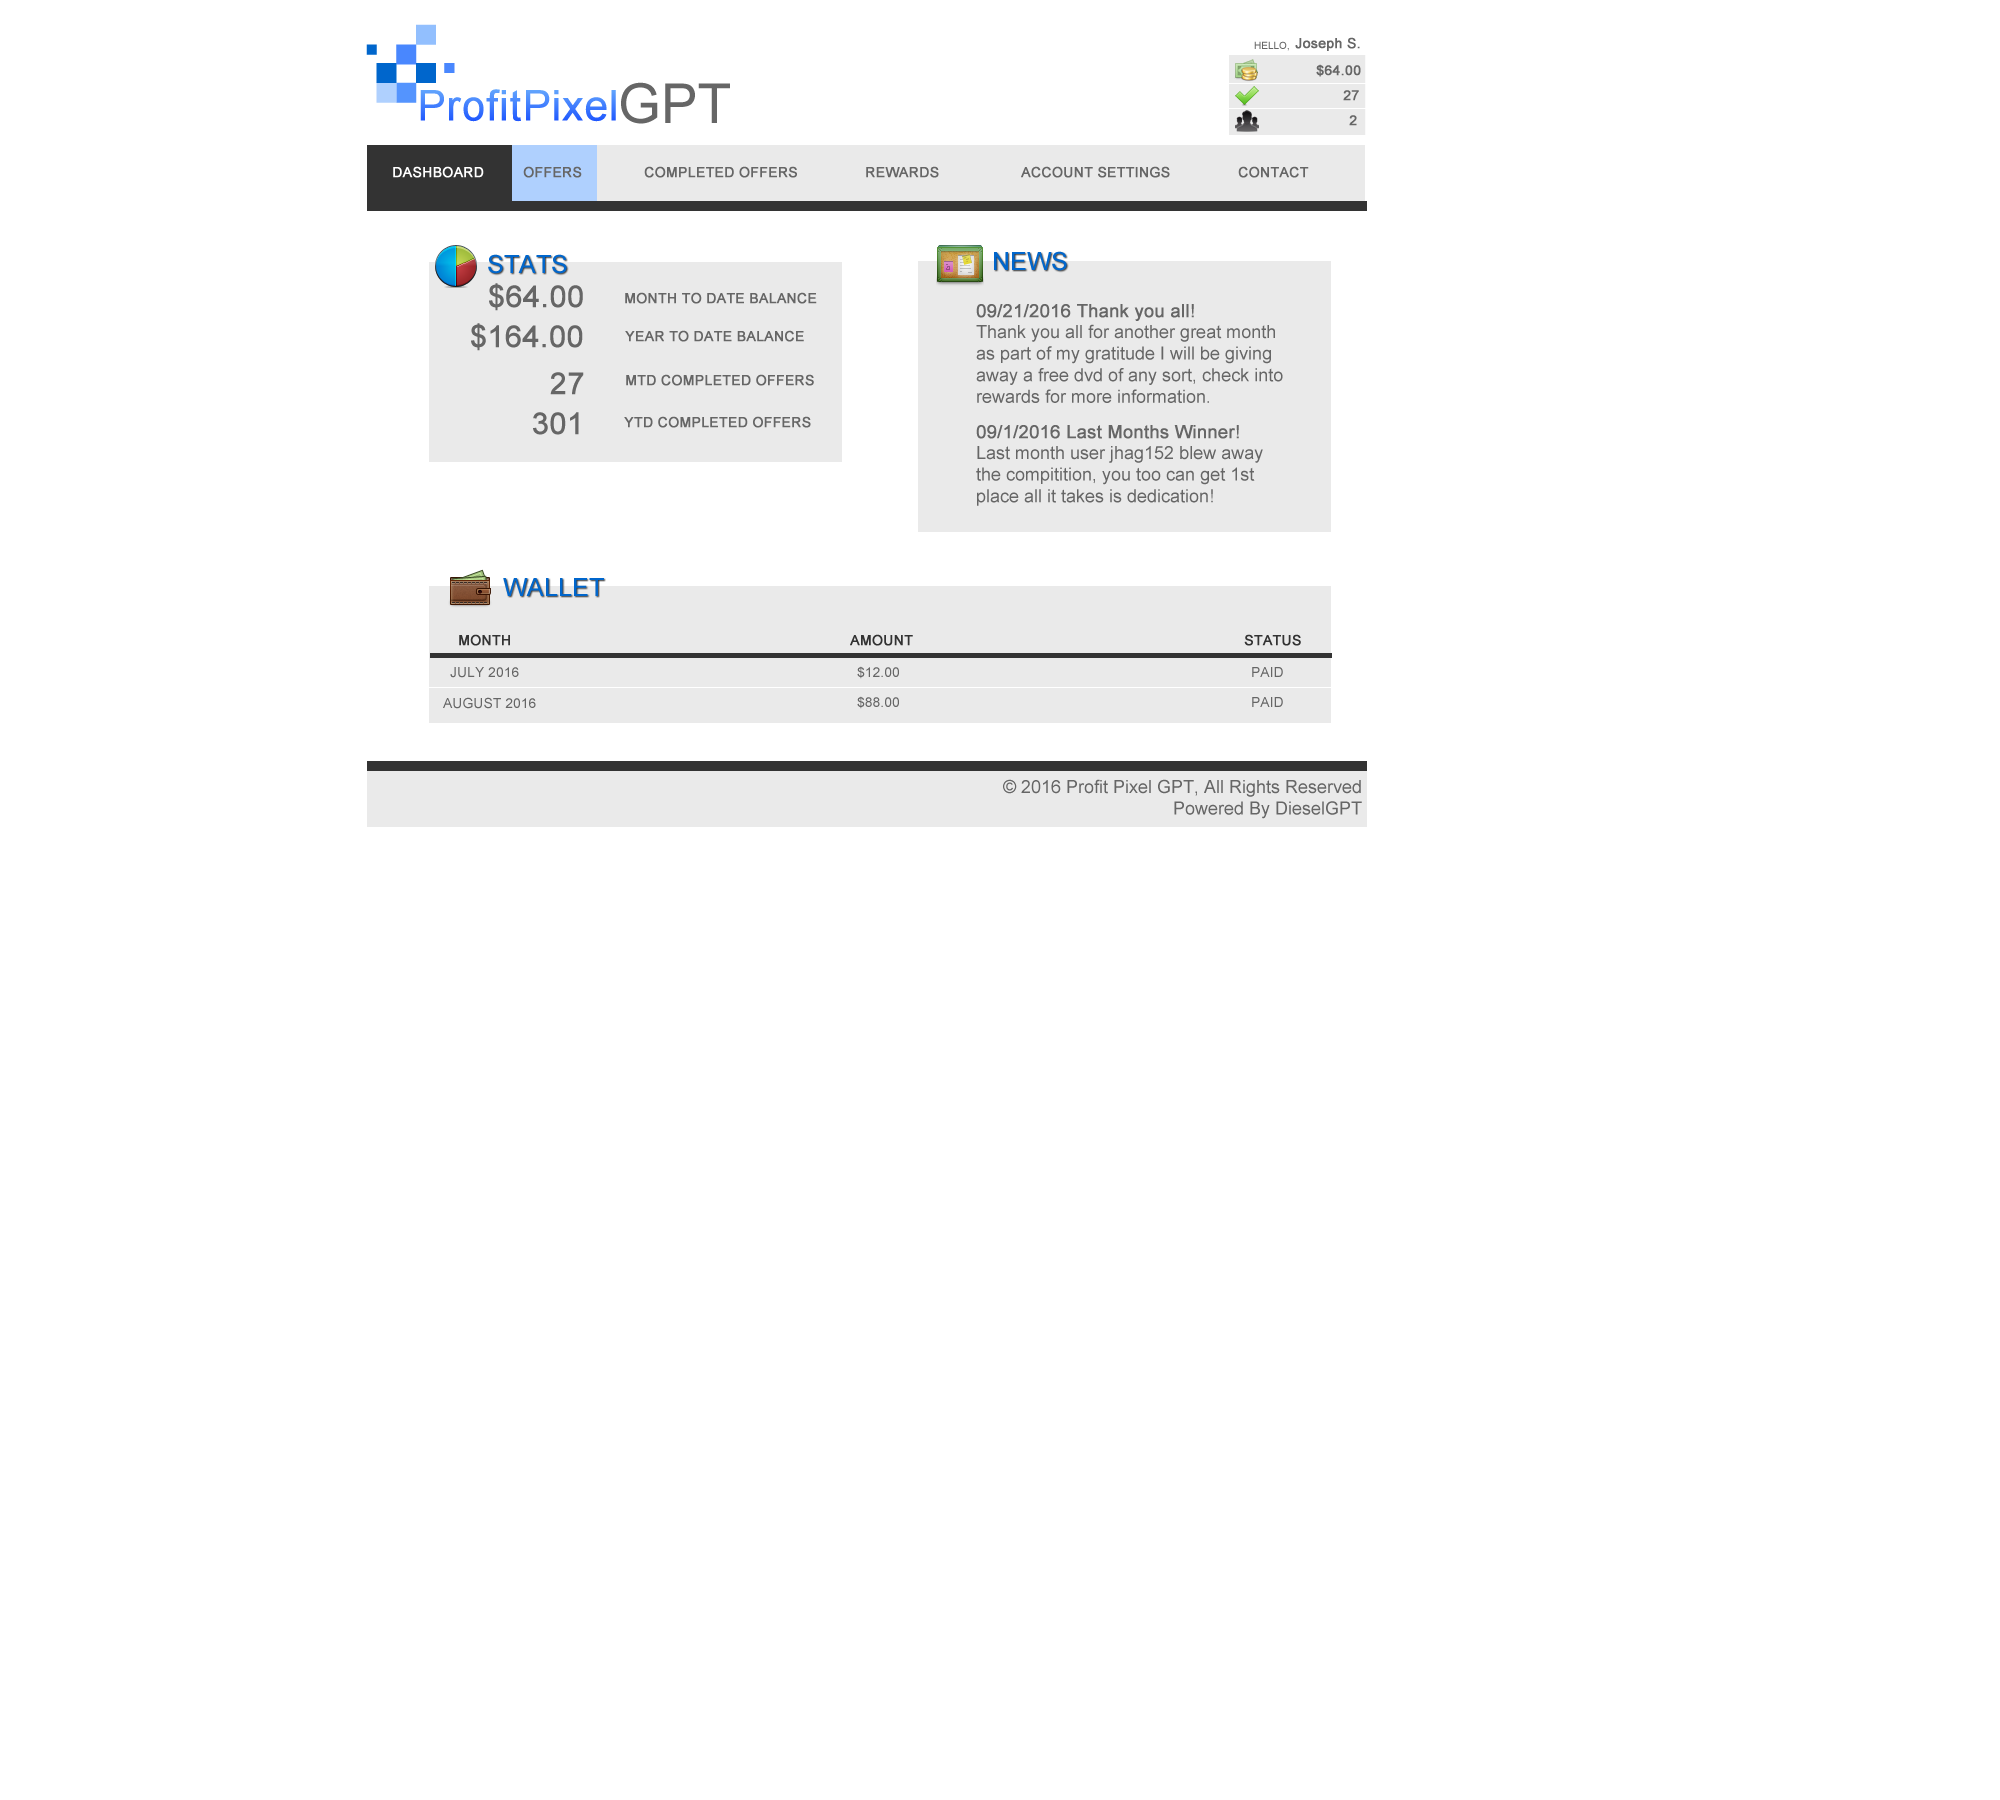 HELLO, Joseph S.
ProfitPixelGPT
$64.00
27
2
DASHBOARD OFFERS COMPLETED OFFERS REWARDS ACCOUNT SETTINGS CONTACT
STATS
$64.00 MONTH TO DATE BALANCE
$164.00 YEAR TO DATE BALANCE
27 MTD COMPLETED OFFERS
301 YTD COMPLETED OFFERS
NEWS
09/21/2016 Thank you all!
Thank you all for another great month
as part of my gratitude I will be giving
away a free dvd of any sort, check into
rewards for more information.
09/1/2016 Last Months Winner!
Last month user jhag152 blew away
the compitition, you too can get 1st
place all it takes is dedication!
WALLET
MONTH AMOUNT STATUS
JULY 2016 $12.00 PAID
AUGUST 2016 $88.00 PAID
© 2016 Profit Pixel GPT, All Rights Reserved
Powered By DieselGPT